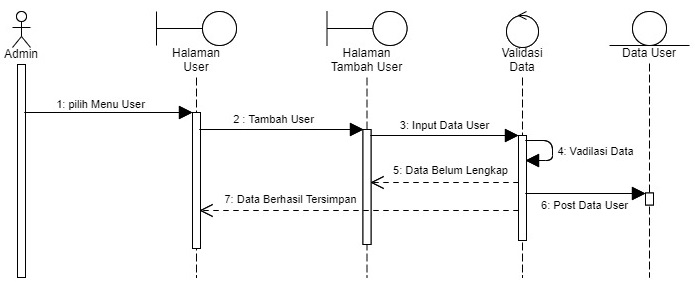 Admin
Halaman
User
Halaman
Tambah User
Validasi
Data
Data User
1: pilih Menu User
2 : Tambah User
3: Input Data User
4: Vadilasi Data
5: Data Belum Lengkap
6: Post Data User
7: Data Berhasil Tersimpan